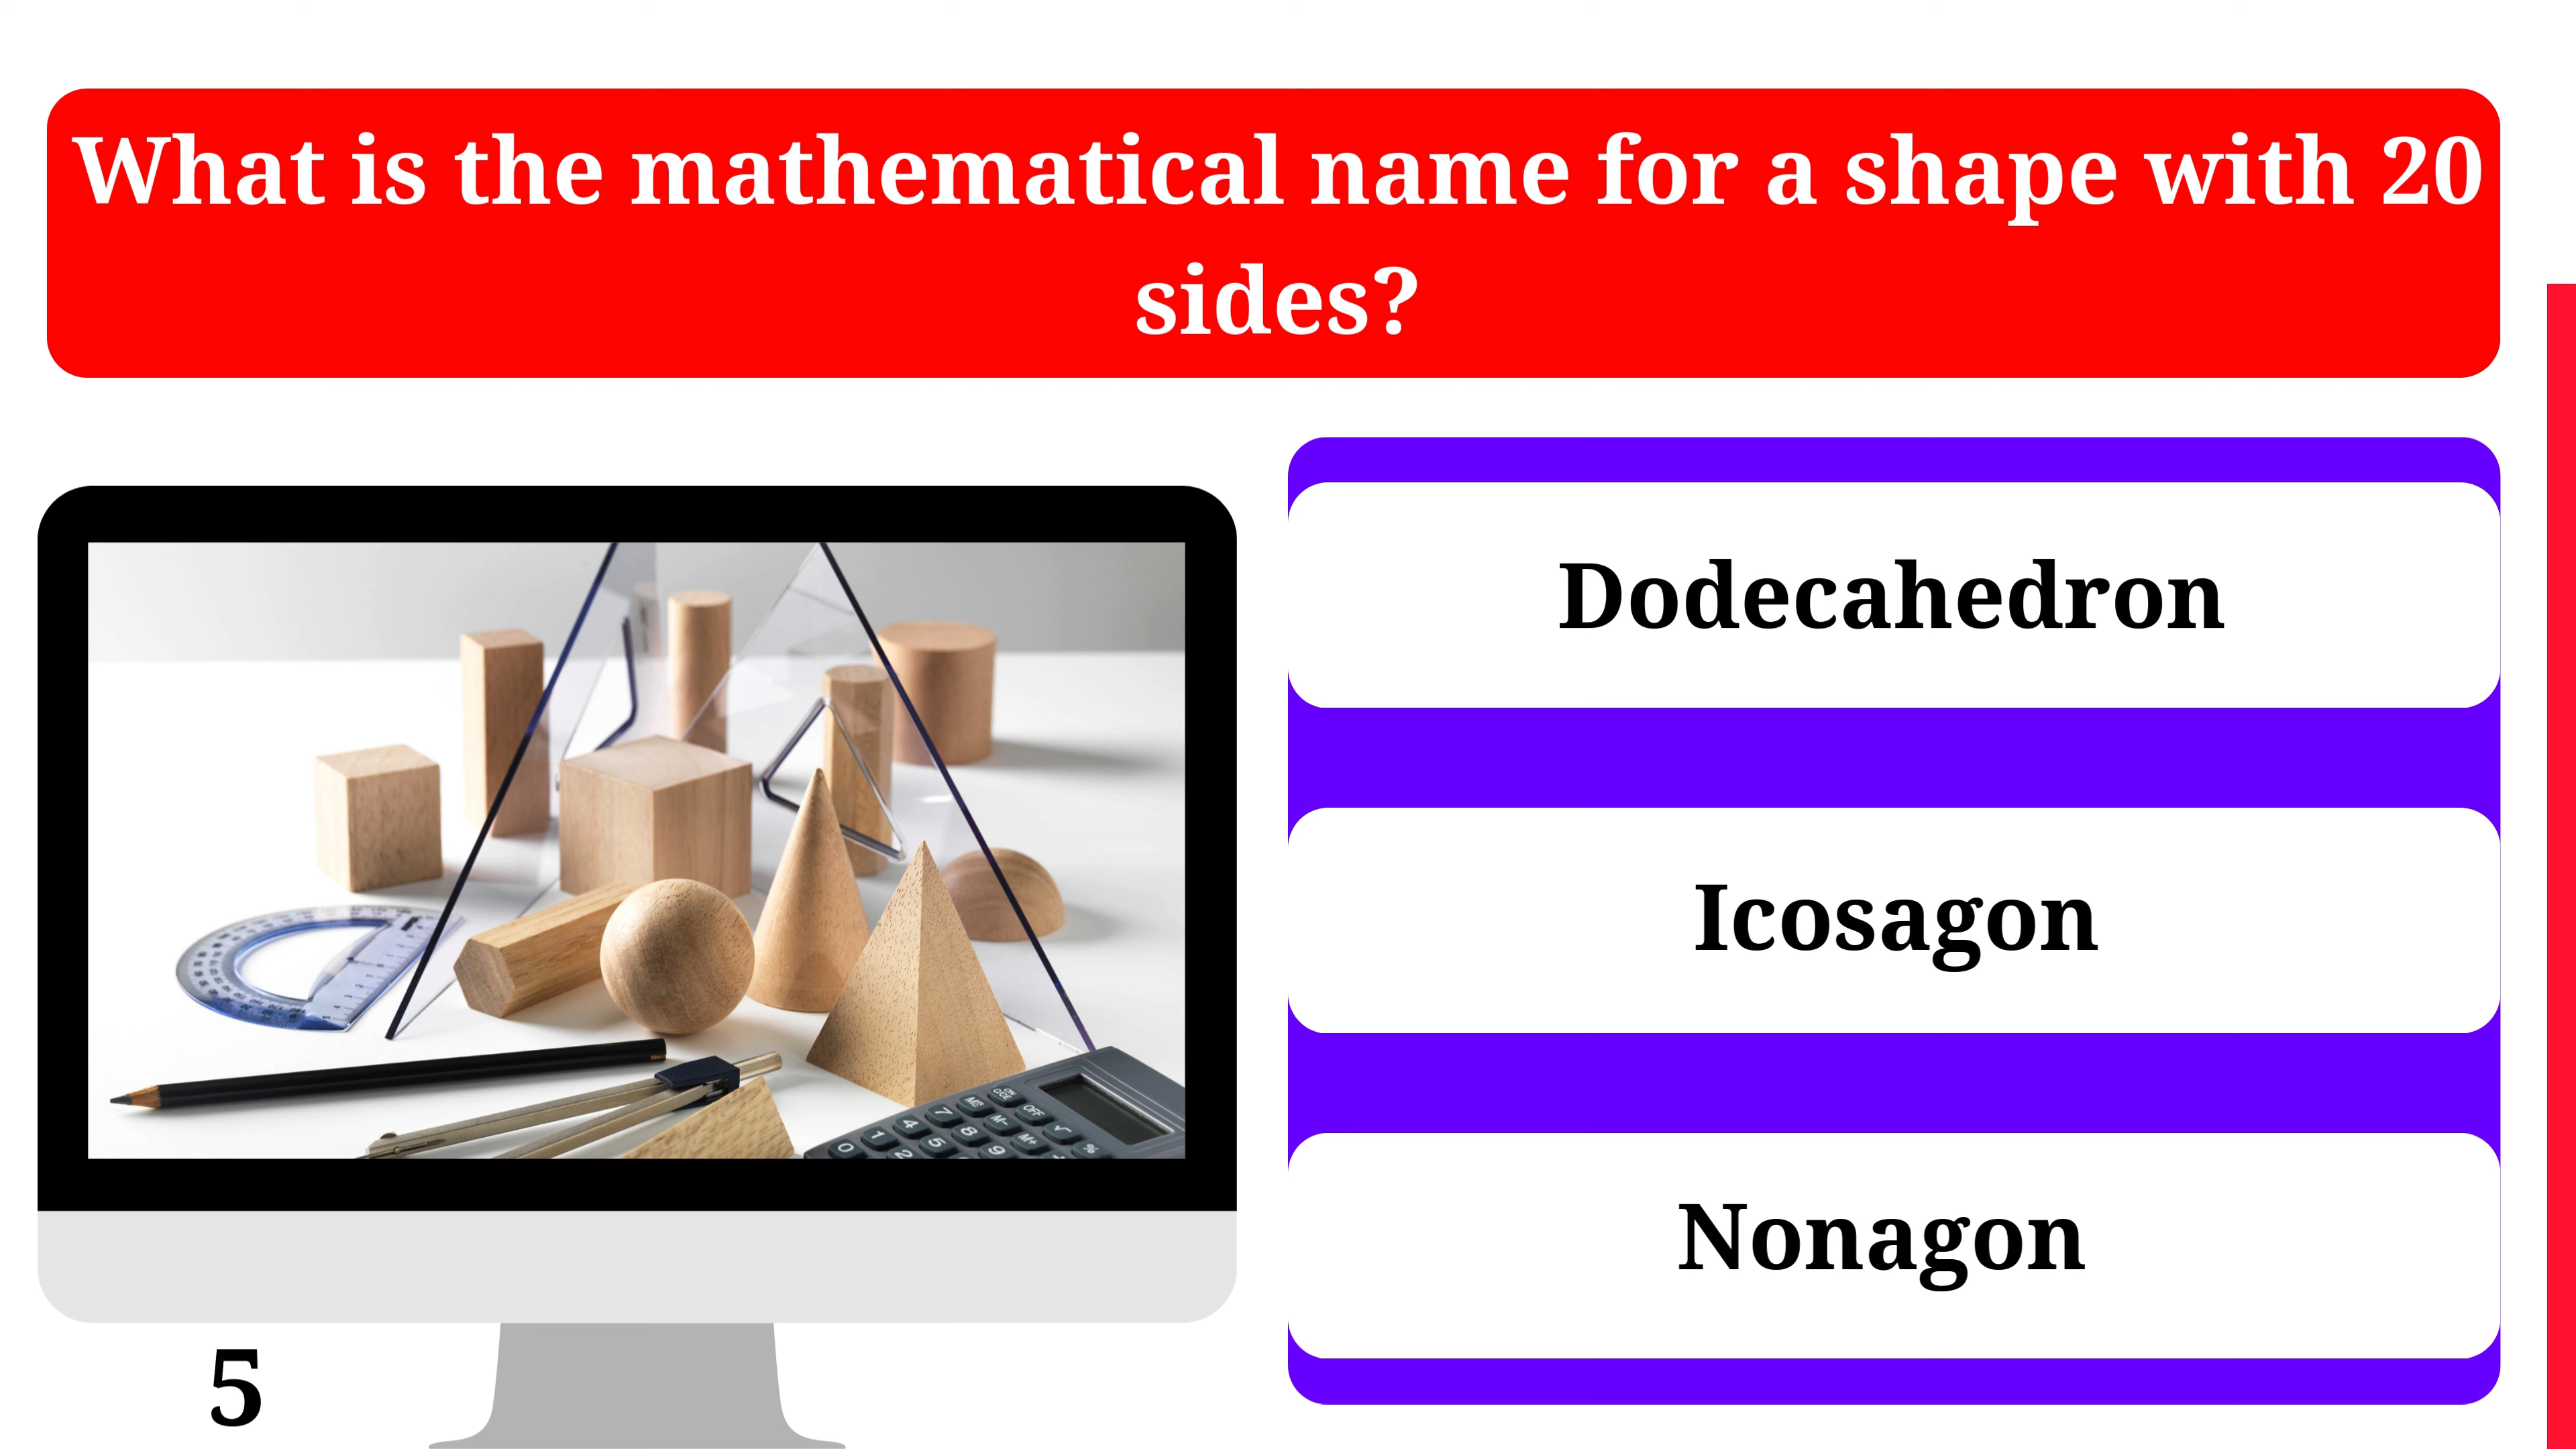 What is the mathematical name for a shape with 20
sides?
Dodecahedron
Icosagon
Nonagon
5